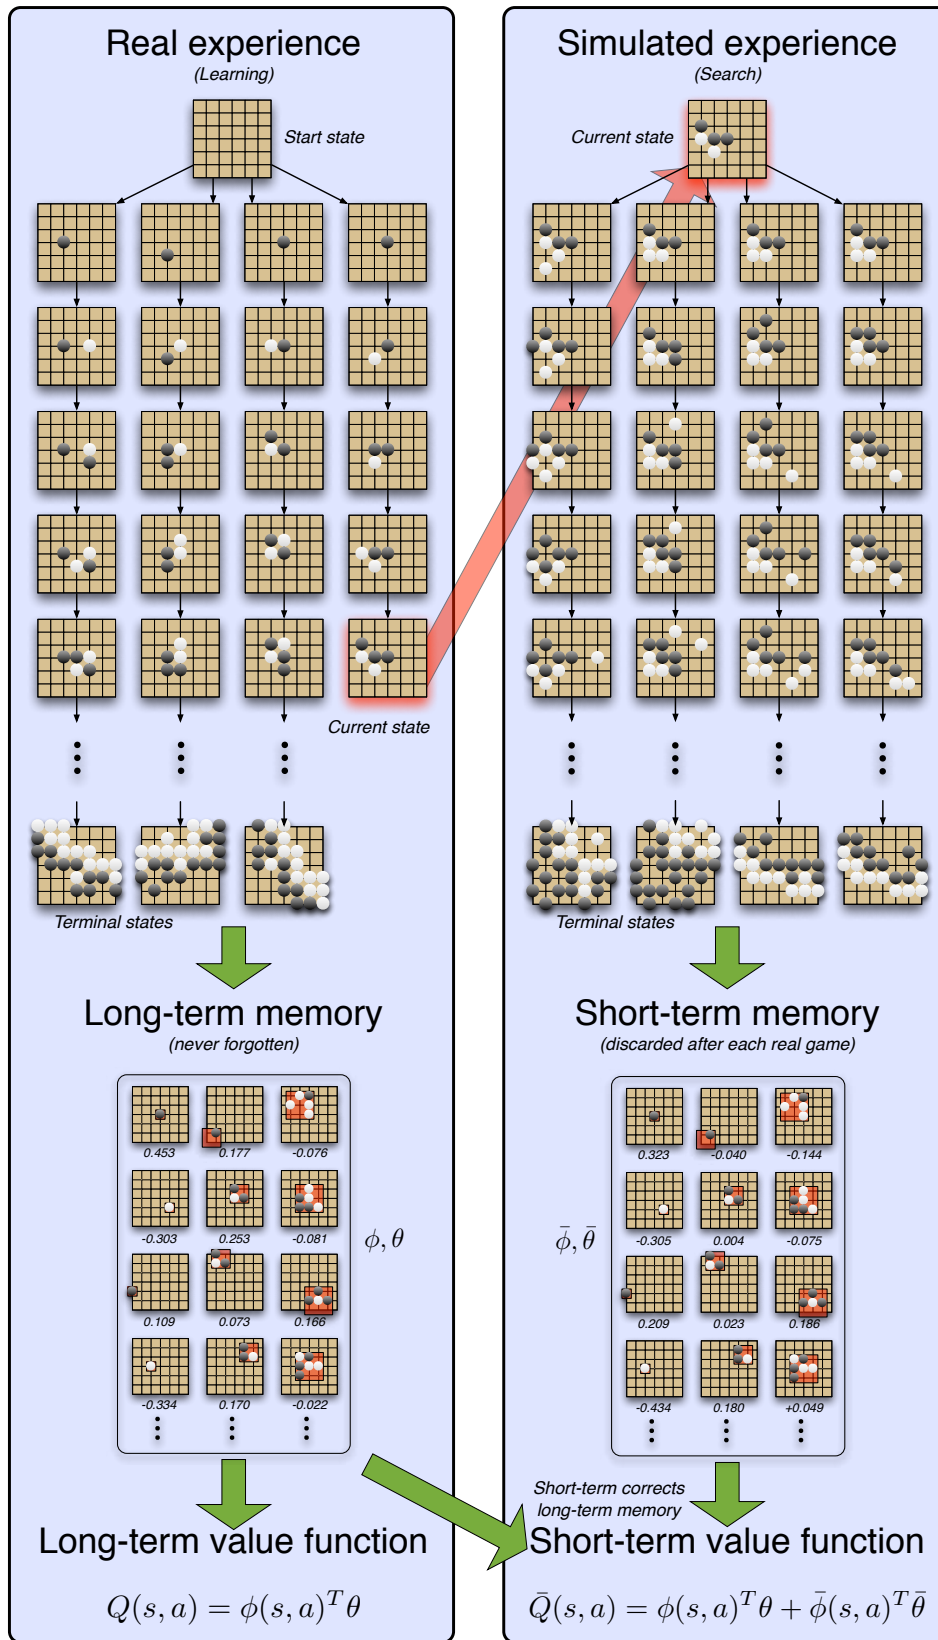 Real experience
(Learning)
Start state
Current state
Terminal states
Long-term memory
(never forgotten)
0.453 0.177 -0.076
-0.303 0.253 -0.081
0.109 0.073 0.166
-0.334 0.170 -0.022
ϕ, θ
Long-term value function
Q(s, a) = ϕ(s, a)^T θ
Simulated experience
(Search)
Current state
Terminal states
Short-term memory
(discarded after each real game)
0.323 -0.040 -0.144
-0.305 0.004 -0.075
0.209 0.023 0.186
-0.434 0.180 +0.049
ϕ̄, θ̄
Short-term corrects
long-term memory
Short-term value function
Q̄(s, a) = ϕ(s, a)^T θ + ϕ̄(s, a)^T θ̄